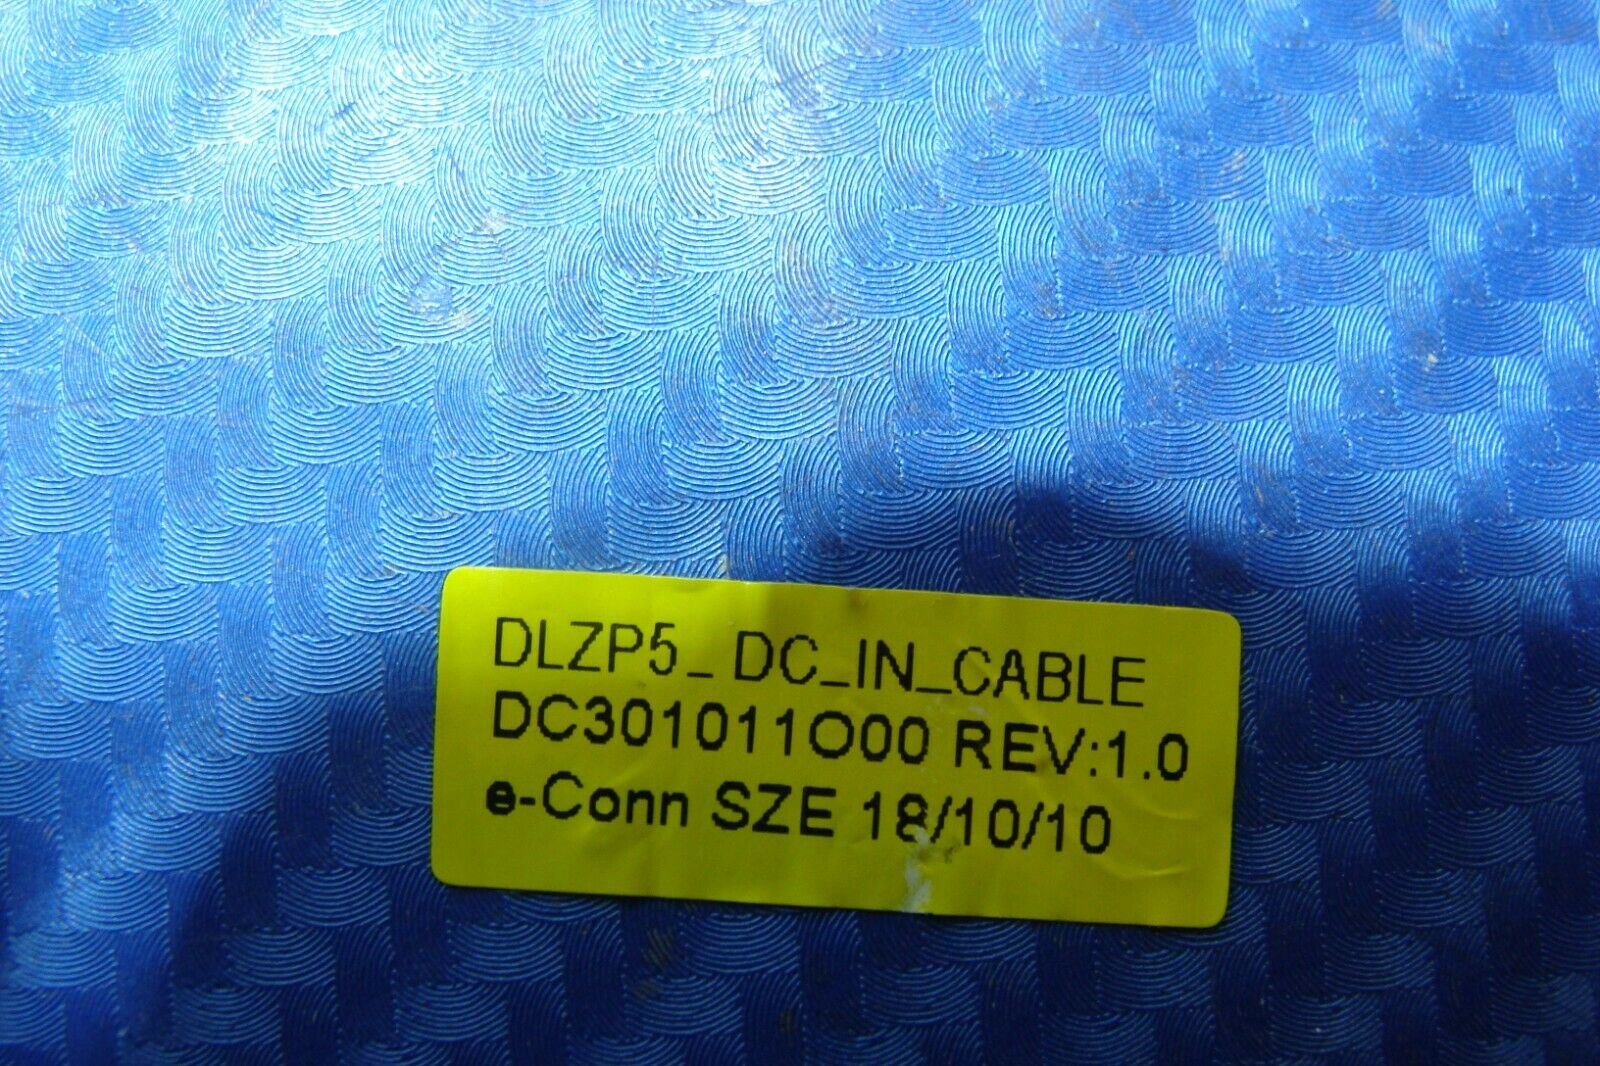 DLZP5_ DC_IN_CABLE
DC301011O00 REV:1.0
e-Conn SZE 18/10/10